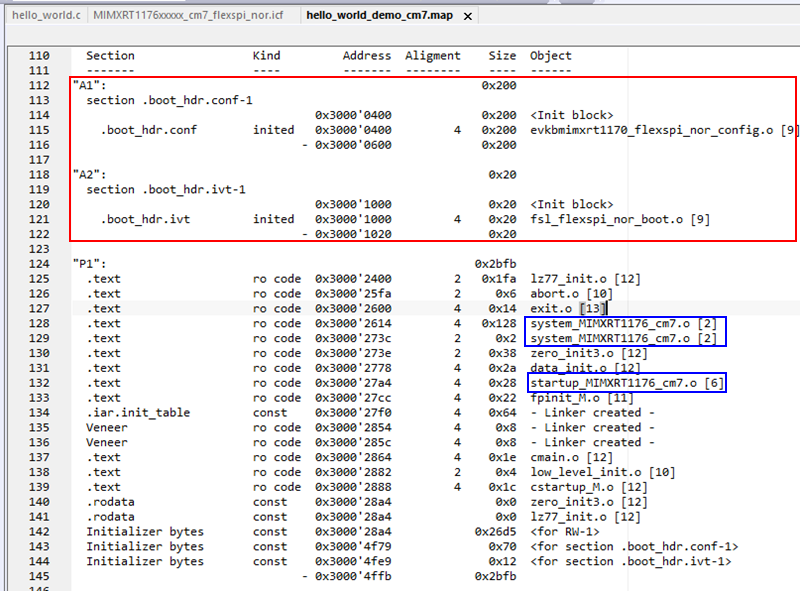 hello_world.c MIMXRT1176xxxxx_cm7_flexspi_nor.icf hello_world_demo_cm7.map ×
110 Section Kind Address Aligment Size Object
111 ------- ---- ------- -------- ---- ------
112 "A1": 0x200
113 section .boot_hdr.conf-1
114 0x3000'0400 0x200 <Init block>
115 .boot_hdr.conf inited 0x3000'0400 4 0x200 evkbmimxrt1170_flexspi_nor_config.o [9]
116 - 0x3000'0600 0x200
117
118 "A2": 0x20
119 section .boot_hdr.ivt-1
120 0x3000'1000 0x20 <Init block>
121 .boot_hdr.ivt inited 0x3000'1000 4 0x20 fsl_flexspi_nor_boot.o [9]
122 - 0x3000'1020 0x20
123
124 "P1": 0x2bfb
125 .text ro code 0x3000'2400 2 0x1fa lz77_init.o [12]
126 .text ro code 0x3000'25fa 2 0x6 abort.o [10]
127 .text ro code 0x3000'2600 4 0x14 exit.o [13]
128 .text ro code 0x3000'2614 4 0x128 system_MIMXRT1176_cm7.o [2]
129 .text ro code 0x3000'273c 2 0x2 system_MIMXRT1176_cm7.o [2]
130 .text ro code 0x3000'273e 2 0x38 zero_init3.o [12]
131 .text ro code 0x3000'2778 4 0x2a data_init.o [12]
132 .text ro code 0x3000'27a4 4 0x28 startup_MIMXRT1176_cm7.o [6]
133 .text ro code 0x3000'27cc 4 0x22 fpinit_M.o [11]
134 .iar.init_table const 0x3000'27f0 4 0x64 - Linker created -
135 Veneer ro code 0x3000'2854 4 0x8 - Linker created -
136 Veneer ro code 0x3000'285c 4 0x8 - Linker created -
137 .text ro code 0x3000'2864 4 0x1e cmain.o [12]
138 .text ro code 0x3000'2882 2 0x4 low_level_init.o [10]
139 .text ro code 0x3000'2888 4 0x1c cstartup_M.o [12]
140 .rodata const 0x3000'28a4 0x0 zero_init3.o [12]
141 .rodata const 0x3000'28a4 0x0 lz77_init.o [12]
142 Initializer bytes const 0x3000'28a4 0x26d5 <for RW-1>
143 Initializer bytes const 0x3000'4f79 0x70 <for section .boot_hdr.conf-1>
144 Initializer bytes const 0x3000'4fe9 0x12 <for section .boot_hdr.ivt-1>
145 - 0x3000'4ffb 0x2bfb